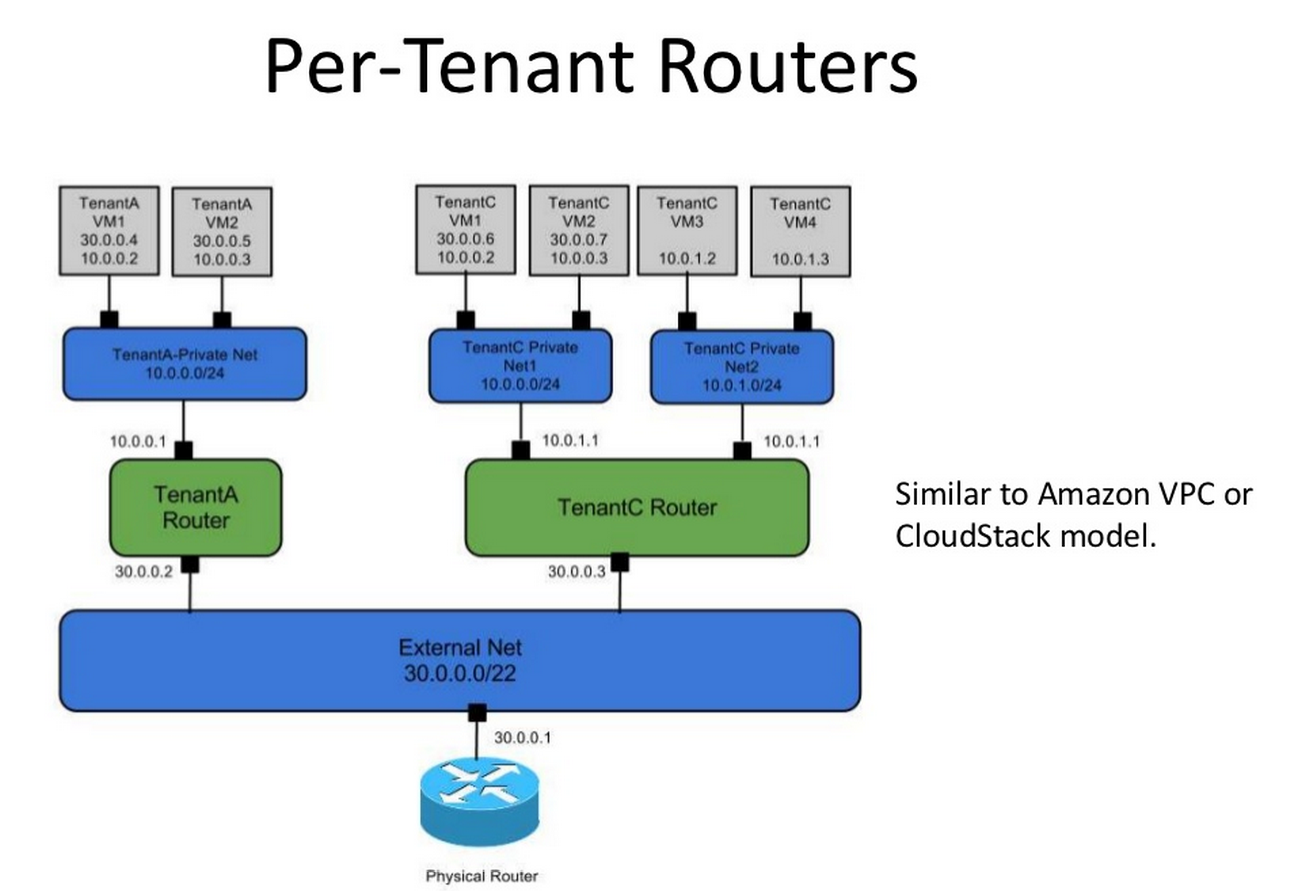 Per-Tenant Routers
TenantA
VM1
30.0.0.4
10.0.0.2
TenantA
VM2
30.0.0.5
10.0.0.3
TenantC
VM1
30.0.0.6
10.0.0.2
TenantC
VM2
30.0.0.7
10.0.0.3
TenantC
VM3
10.0.1.2
TenantC
VM4
10.0.1.3
TenantA-Private Net
10.0.0.0/24
TenantC Private
Net1
10.0.0.0/24
TenantC Private
Net2
10.0.1.0/24
10.0.0.1
10.0.1.1
10.0.1.1
TenantA
Router
TenantC Router
Similar to Amazon VPC or
CloudStack model.
30.0.0.2
30.0.0.3
External Net
30.0.0.0/22
30.0.0.1
Physical Router